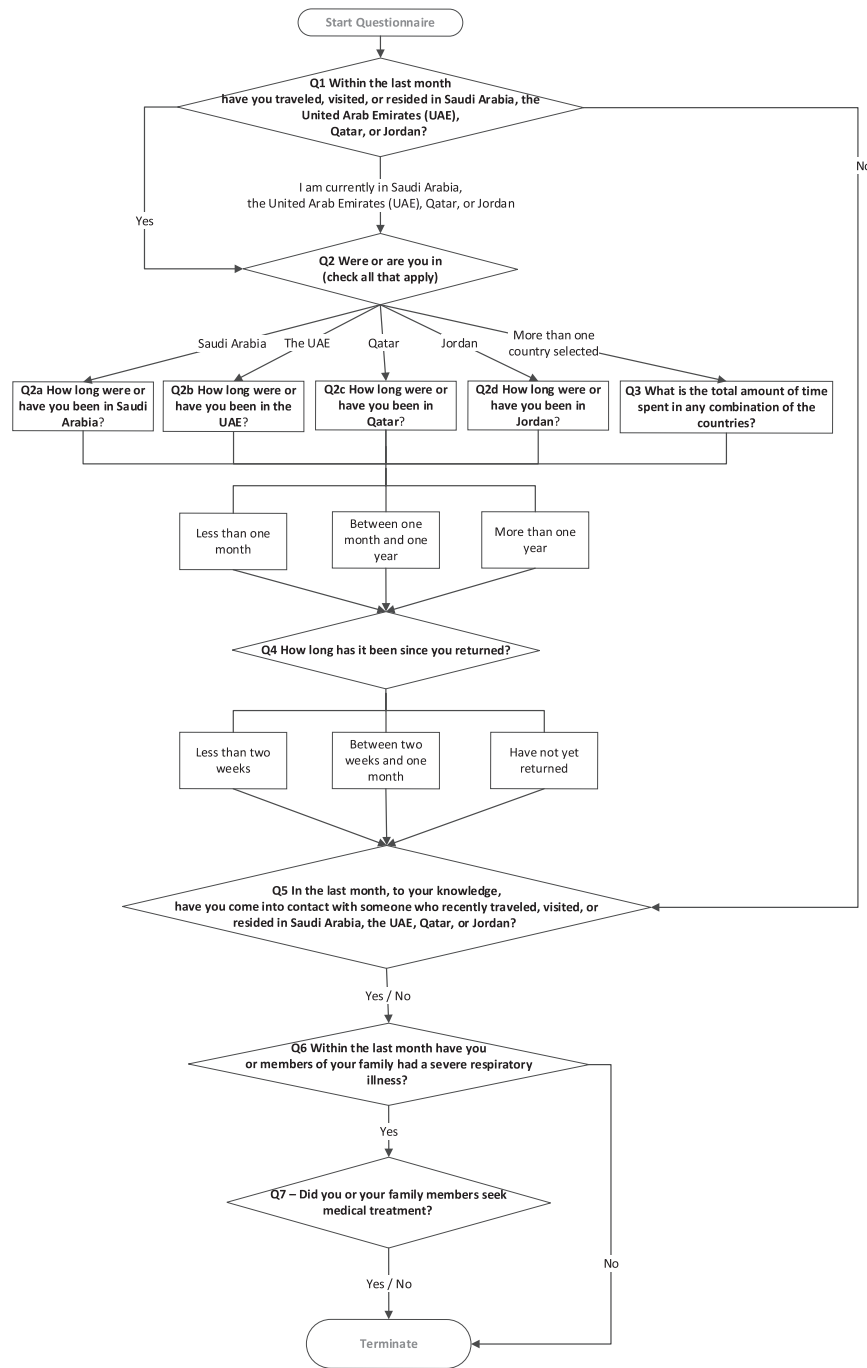 Start Questionnaire
Q1 Within the last month
have you traveled, visited, or resided in Saudi Arabia, the
United Arab Emirates (UAE),
Qatar, or Jordan?
No
I am currently in Saudi Arabia,
the United Arab Emirates (UAE), Qatar, or Jordan
Yes
Q2 Were or are you in
(check all that apply)
Saudi Arabia
The UAE
Qatar
Jordan
More than one
country selected
Q2a How long were or
have you been in Saudi
Arabia?
Q2b How long were or
have you been in the
UAE?
Q2c How long were or
have you been in
Qatar?
Q2d How long were or
have you been in
Jordan?
Q3 What is the total amount of time
spent in any combination of the
countries?
Less than one
month
Between one
month and one
year
More than one
year
Q4 How long has it been since you returned?
Less than two
weeks
Between two
weeks and one
month
Have not yet
returned
Q5 In the last month, to your knowledge,
have you come into contact with someone who recently traveled, visited, or
resided in Saudi Arabia, the UAE, Qatar, or Jordan?
Yes / No
Q6 Within the last month have you
or members of your family had a severe respiratory
illness?
Yes
Q7 – Did you or your family members seek
medical treatment?
No
Yes / No
Terminate